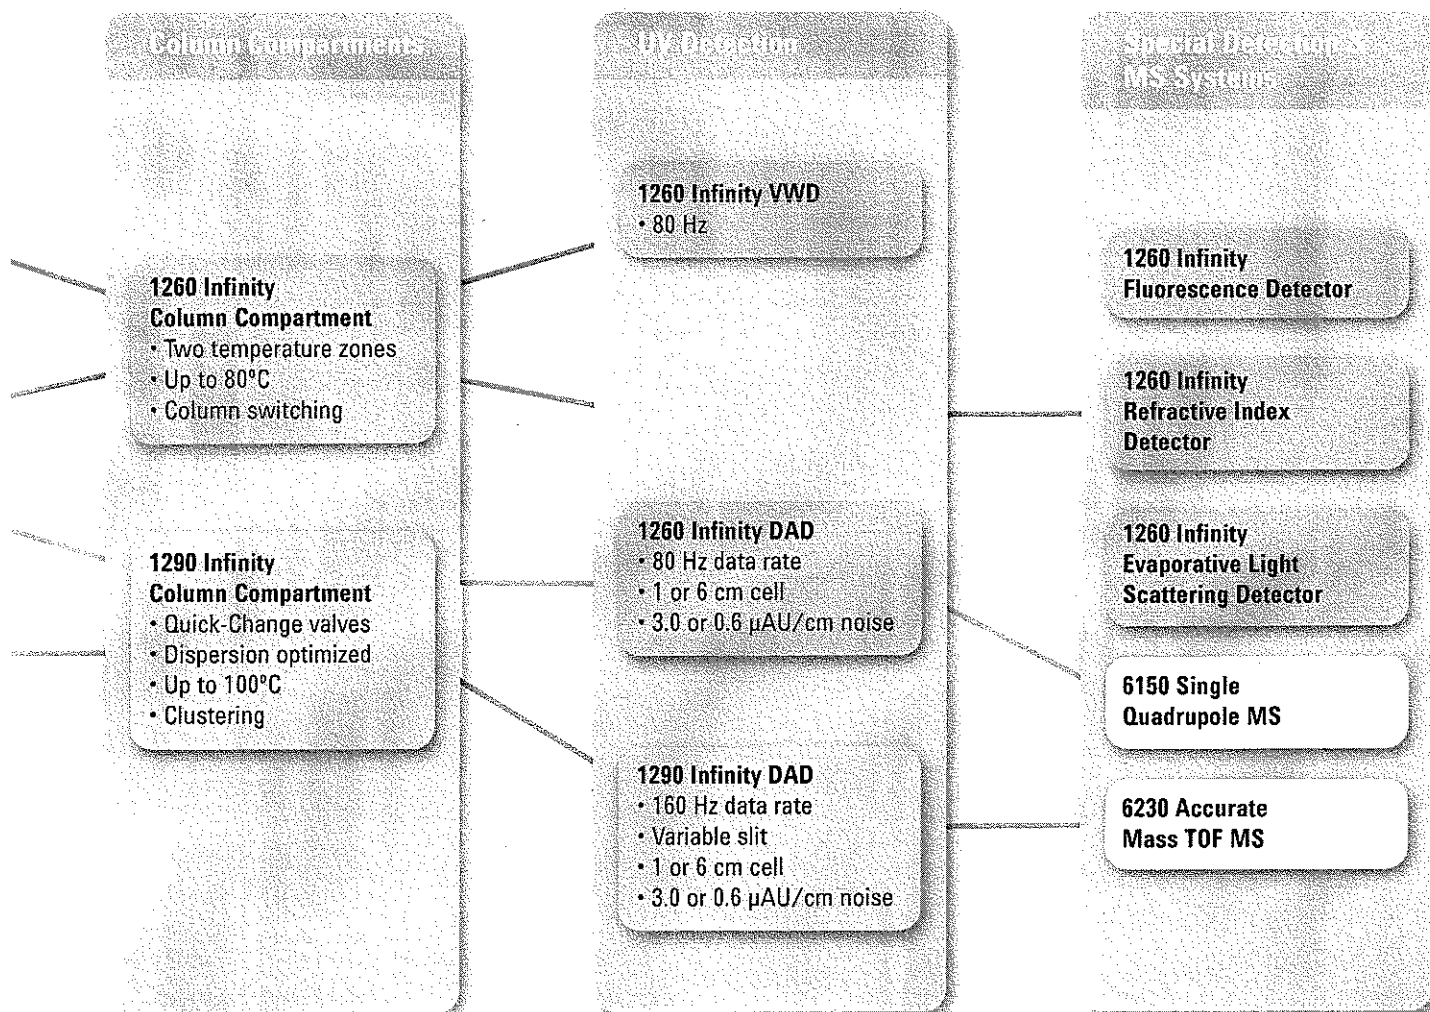 Column Compartments
1260 Infinity
Column Compartment
• Two temperature zones
• Up to 80°C
• Column switching
1290 Infinity
Column Compartment
• Quick-Change valves
• Dispersion optimized
• Up to 100°C
• Clustering
UV Detection
1260 Infinity VWD
• 80 Hz
1260 Infinity DAD
• 80 Hz data rate
• 1 or 6 cm cell
• 3.0 or 0.6 µAU/cm noise
1290 Infinity DAD
• 160 Hz data rate
• Variable slit
• 1 or 6 cm cell
• 3.0 or 0.6 µAU/cm noise
Special Detection &
MS Systems
1260 Infinity
Fluorescence Detector
1260 Infinity
Refractive Index
Detector
1260 Infinity
Evaporative Light
Scattering Detector
6150 Single
Quadrupole MS
6230 Accurate
Mass TOF MS